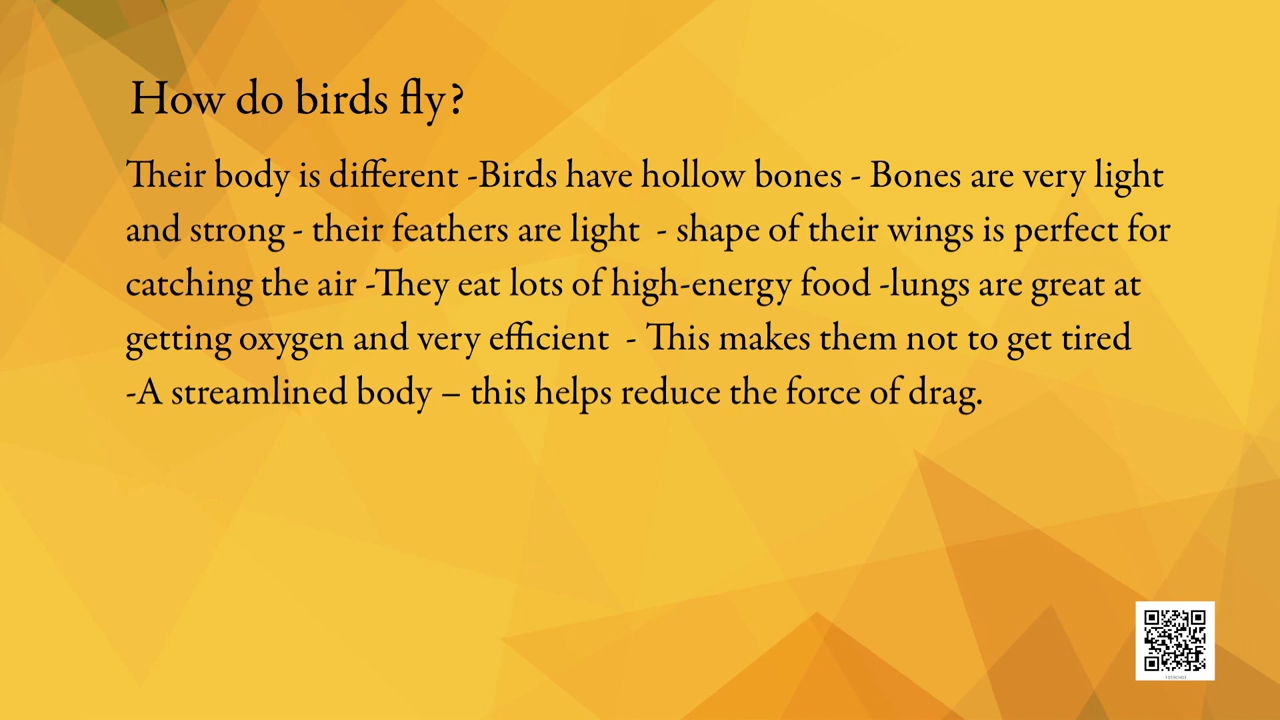 How do birds fly?
Their body is different -Birds have hollow bones - Bones are very light
and strong - their feathers are light  - shape of their wings is perfect for
catching the air -They eat lots of high-energy food -lungs are great at
getting oxygen and very efficient  - This makes them not to get tired
-A streamlined body – this helps reduce the force of drag.